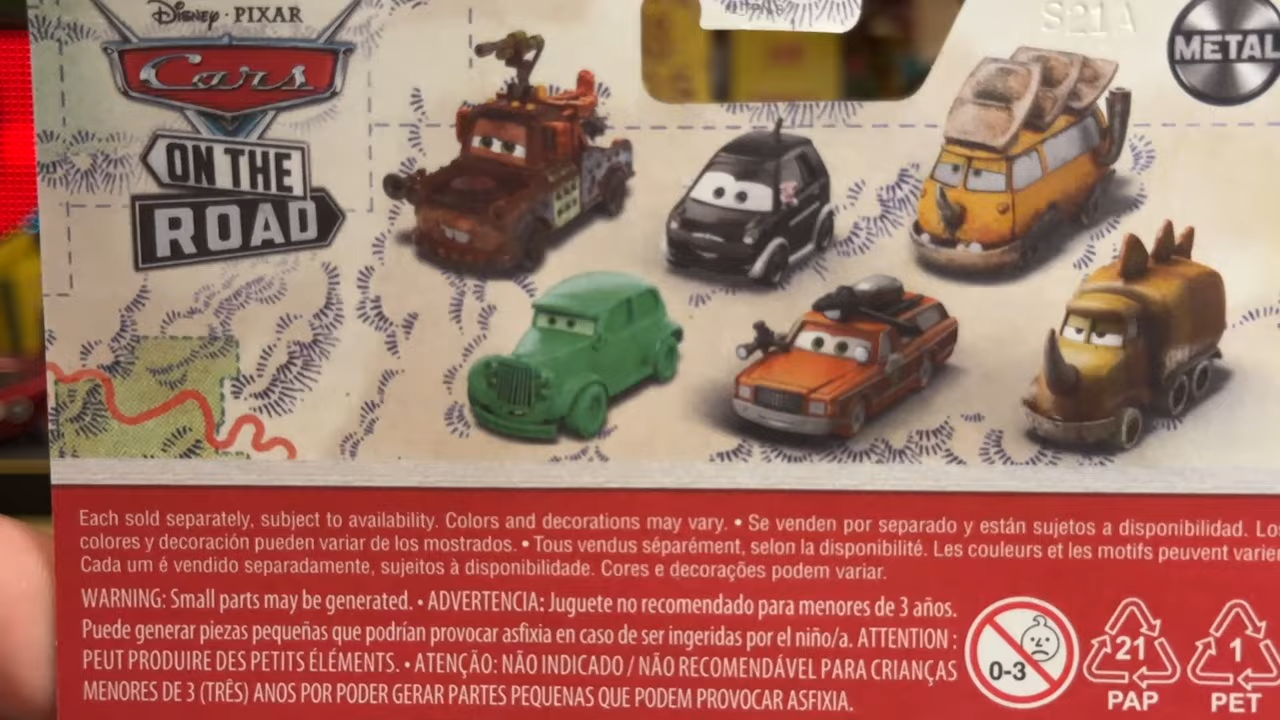 Disney · PIXAR
Cars
ON THE
ROAD
S21A
METAL
Each sold separately, subject to availability. Colors and decorations may vary. • Se venden por separado y están sujetos a disponibilidad. Lo
colores y decoración pueden variar de los mostrados. • Tous vendus séparément, selon la disponibilité. Les couleurs et les motifs peuvent varier
Cada um é vendido separadamente, sujeitos à disponibilidade. Cores e decorações podem variar.
WARNING: Small parts may be generated. • ADVERTENCIA: Juguete no recomendado para menores de 3 años.
Puede generar piezas pequeñas que podrían provocar asfixia en caso de ser ingeridas por el niño/a. ATTENTION :
PEUT PRODUIRE DES PETITS ÉLÉMENTS. • ATENÇÃO: NÃO INDICADO / NÃO RECOMENDÁVEL PARA CRIANÇAS
MENORES DE 3 (TRÊS) ANOS POR PODER GERAR PARTES PEQUENAS QUE PODEM PROVOCAR ASFIXIA.
0-3
21
PAP
1
PET